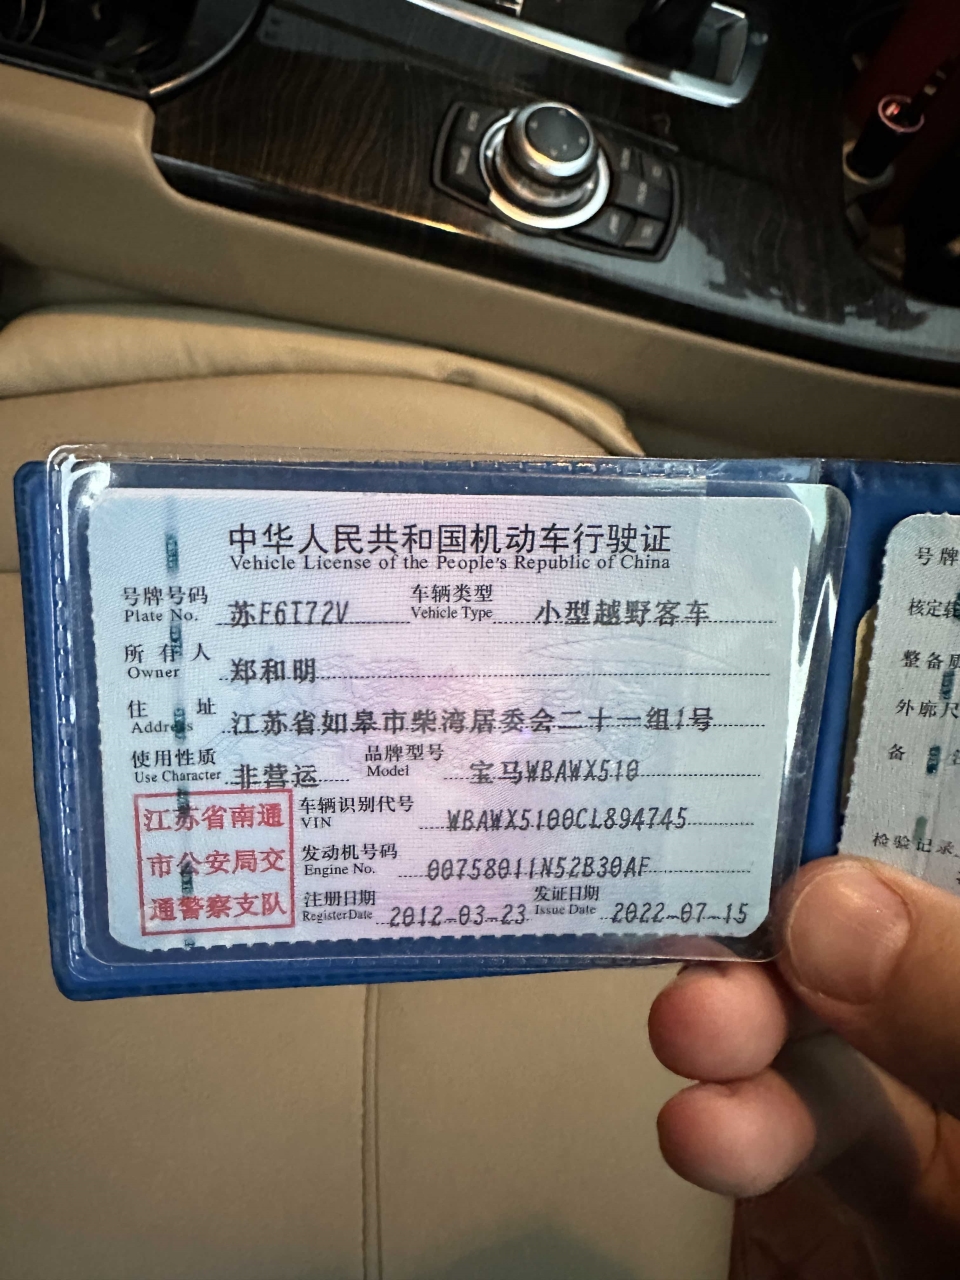 中华人民共和国机动车行驶证
Vehicle License of the People's Republic of China
号牌号码 苏F6T72V 车辆类型 小型越野客车
Plate No. Vehicle Type
所有人 郑和明
Owner
住址 江苏省如皋市柴湾居委会二十一组1号
Address
使用性质 非营运 品牌型号 宝马WBAWX510
Use Character Model
江苏省南通
市公安局交
通警察支队
车辆识别代号 WBAWX5100CL894745
VIN
发动机号码 00758011N52B30AF
Engine No.
注册日期 2012-03-23 发证日期 2022-07-15
Register Date Issue Date
号牌
核定载
整备质
外廓尺
备注
检验记录